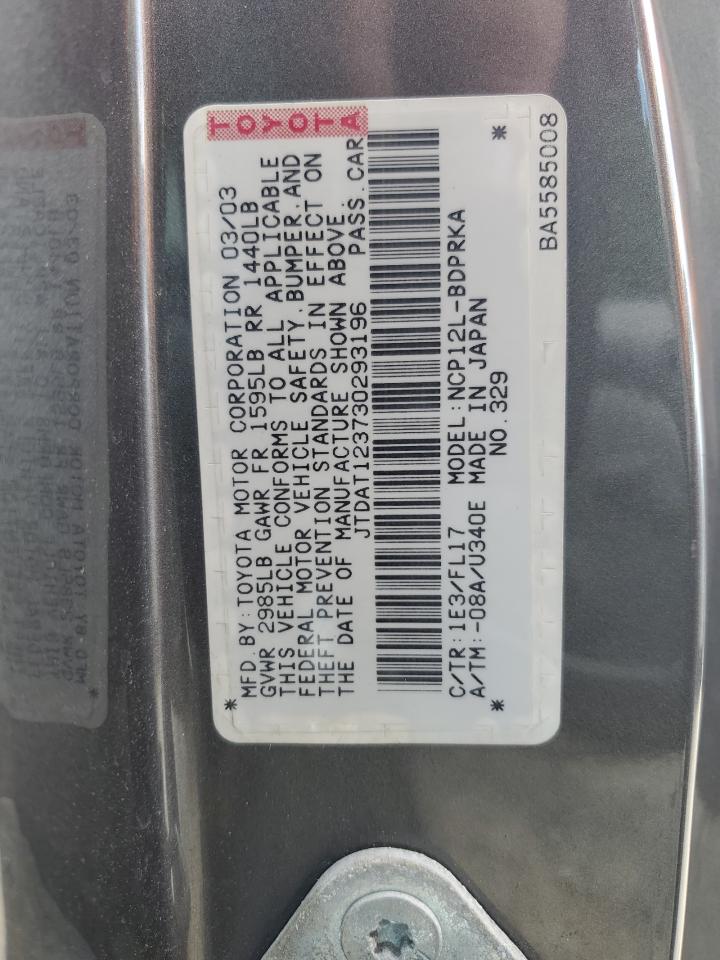 TOYOTA
*MFD.BY:TOYOTA MOTOR CORPORATION 03/03
GVWR 2985LB GAWR FR 1595LB RR 1440LB
THIS VEHICLE CONFORMS TO ALL APPLICABLE
FEDERAL MOTOR VEHICLE SAFETY,BUMPER,AND
THEFT PREVENTION STANDARDS IN EFFECT ON
THE DATE OF MANUFACTURE SHOWN ABOVE.
JTDAT123730293196 PASS.CAR
C/TR:1E3/FL17 MODEL:NCP12L-BDPRKA
A/TM:-08A/U340E MADE IN JAPAN
* NO.329 *
BA5585008